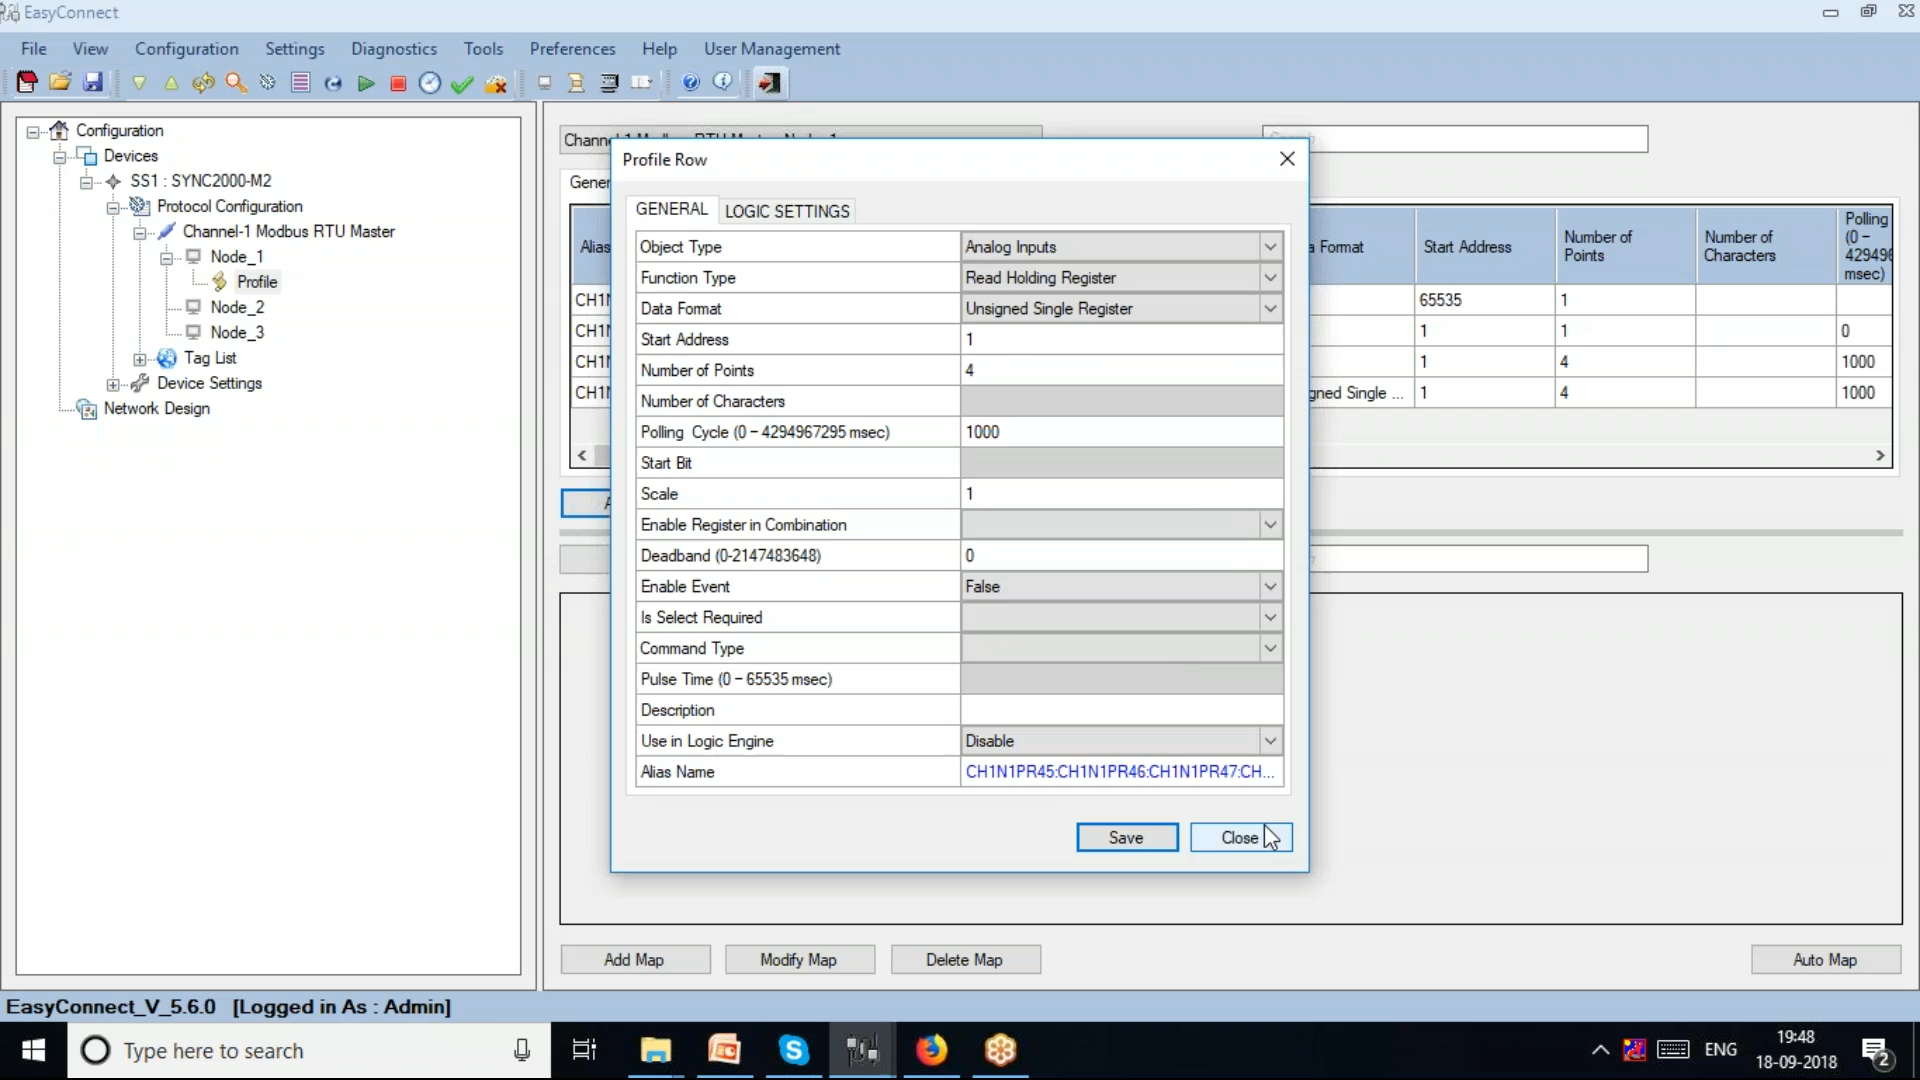 EasyConnect
File View Configuration Settings Diagnostics Tools Preferences Help User Management
Configuration
Devices
SS1 : SYNC2000-M2
Protocol Configuration
Channel-1 Modbus RTU Master
Node_1
Profile
Node_2
Node_3
Tag List
Device Settings
Network Design
Profile Row
GENERAL LOGIC SETTINGS
Object Type Analog Inputs
Function Type Read Holding Register
Data Format Unsigned Single Register
Start Address 1
Number of Points 4
Number of Characters
Polling Cycle (0 - 4294967295 msec) 1000
Start Bit
Scale 1
Enable Register in Combination
Deadband (0-2147483648) 0
Enable Event False
Is Select Required
Command Type
Pulse Time (0 - 65535 msec)
Description
Use in Logic Engine Disable
Alias Name CH1N1PR45:CH1N1PR46:CH1N1PR47:CH...
Save Close
Format Start Address Number of Points Number of Characters Polling (0 - msec)
65535 1
1 1 0
1 4 1000
Single ... 1 4 1000
Add Map Modify Map Delete Map Auto Map
EasyConnect_V_5.6.0 [Logged in As : Admin]
Type here to search
ENG
19:48
18-09-2018
2